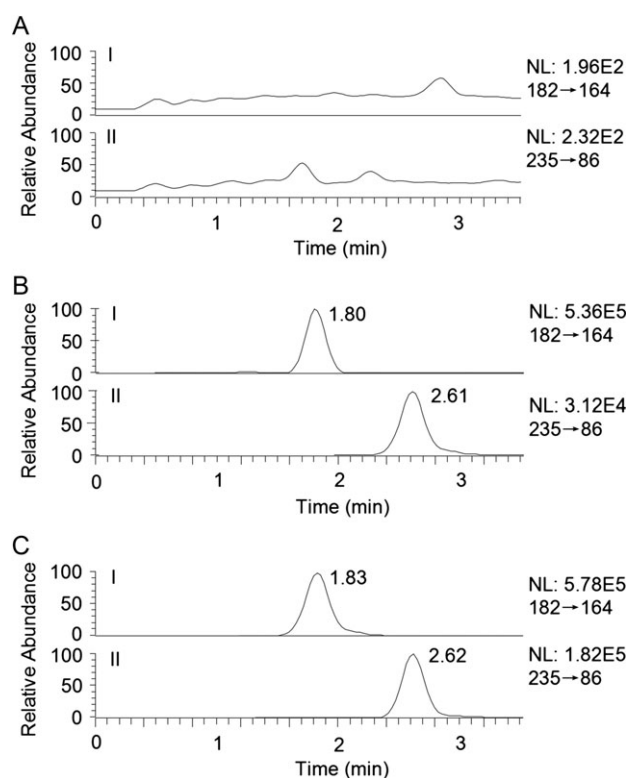 A
Relative Abundance
I
100
50
0
NL: 1.96E2
182→164
II
100
50
0
NL: 2.32E2
235→86
0 1 2 3
Time (min)
B
Relative Abundance
I
100
50
0
1.80
NL: 5.36E5
182→164
II
100
50
0
2.61
NL: 3.12E4
235→86
0 1 2 3
Time (min)
C
Relative Abundance
I
100
50
0
1.83
NL: 5.78E5
182→164
II
100
50
0
2.62
NL: 1.82E5
235→86
0 1 2 3
Time (min)